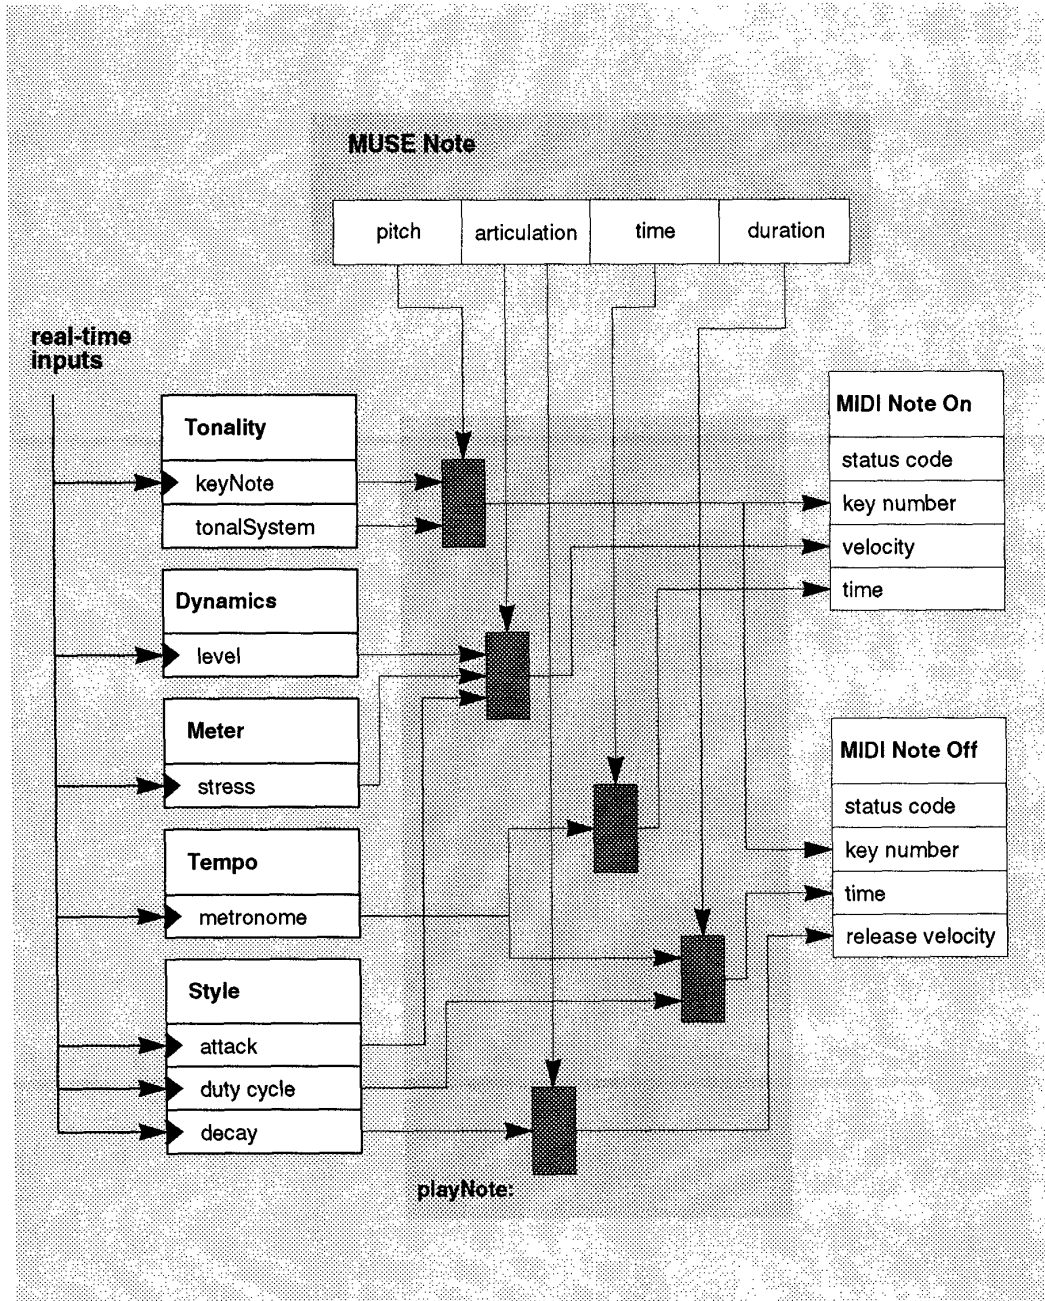 MUSE Note
pitch
articulation
time
duration
real-time
inputs
Tonality
keyNote
tonalSystem
Dynamics
level
Meter
stress
Tempo
metronome
Style
attack
duty cycle
decay
MIDI Note On
status code
key number
velocity
time
MIDI Note Off
status code
key number
time
release velocity
playNote: